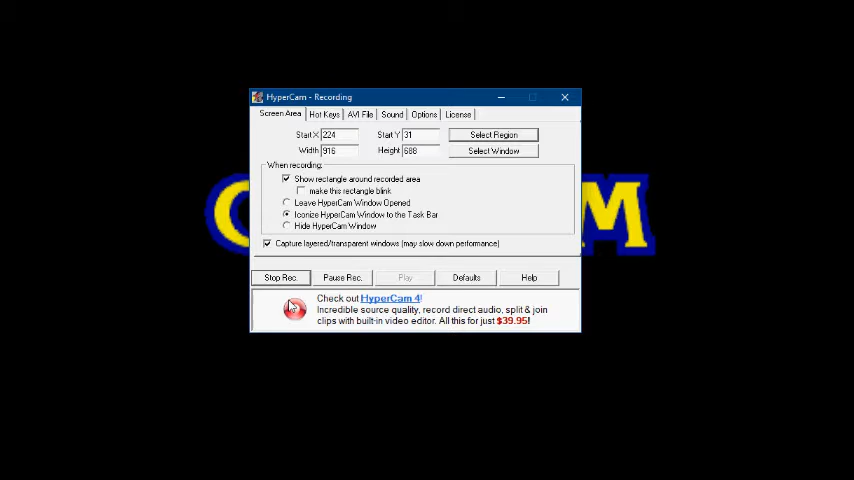 HyperCam - Recording
Screen Area Hot Keys AVI File Sound Options License
Start X 224 Start Y 31 Select Region
Width 916 Height 688 Select Window
When recording:
Show rectangle around recorded area
make this rectangle blink
Leave HyperCam Window Opened
Iconize HyperCam Window to the Task Bar
Hide HyperCam Window
Capture layered/transparent windows (may slow down performance)
Stop Rec. Pause Rec. Play Defaults Help
Check out HyperCam 4!
Incredible source quality, record direct audio, split & join
clips with built-in video editor. All this for just $39.95!